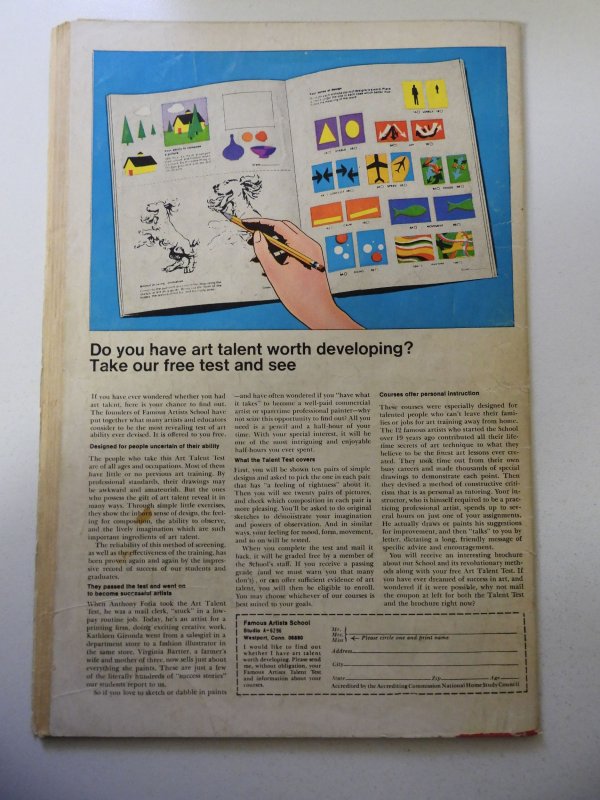 Your sense of design
Your ability to compose
a picture
Do you have art talent worth developing?
Take our free test and see
If you have ever wondered whether you had
art talent, here is your chance to find out.
The founders of Famous Artists School have
put together what many artists and educators
consider to be the most revealing test of art
ability ever devised. It is offered to you free.
Designed for people uncertain of their ability
The people who take this Art Talent Test
are of all ages and occupations. Most of them
have little or no previous art training. By
professional standards, their drawings may
be awkward and amateurish. But the ones
who possess the gift of art talent reveal it in
many ways. Through simple little exercises,
they show the inborn sense of design, the feel-
ing for composition, the ability to observe,
and the lively imagination which are such
important ingredients of art talent.
The reliability of this method of screening,
as well as the effectiveness of the training, has
been proven again and again by the impres-
sive record of success of our students and
graduates.
They passed the test and went on
to become successful artists
When Anthony Fofia took the Art Talent
Test, he was a mail clerk, "stuck" in a low-
pay routine job. Today, he's an artist for a
printing firm, doing exciting creative work.
Kathleen Gironda went from a salesgirl in a
department store to a fashion illustrator in
the same store. Virginia Bartter, a farmer's
wife and mother of three, now sells just about
everything she paints. These are just a few
of the literally hundreds of "success stories"
our students report to us.
So if you love to sketch or dabble in paints
—and have often wondered if you "have what
it takes" to become a well-paid commercial
artist or spare-time professional painter—why
not seize this opportunity to find out? All you
need is a pencil and a half-hour of your
time. With your special interest, it will be
one of the most intriguing and enjoyable
half-hours you ever spent.
What the Talent Test covers
First, you will be shown ten pairs of simple
designs and asked to pick the one in each pair
that has "a feeling of rightness" about it.
Then you will see twenty pairs of pictures,
and check which composition in each pair is
more pleasing. You'll be asked to do original
sketches to demonstrate your imagination
and powers of observation. And in similar
ways, your feeling for mood, form, movement,
and so on will be tested.
When you complete the test and mail it
back, it will be graded free by a member of
the School's staff. If you receive a passing
grade (and we must warn you that many
don't), or can offer sufficient evidence of art
talent, you will then be eligible to enroll.
You may choose whichever of our courses is
best suited to your goals.
Courses offer personal instruction
These courses were especially designed for
talented people who can't leave their fami-
lies or jobs for art training away from home.
The 12 famous artists who started the School
over 19 years ago contributed all their life-
time secrets of art technique to what they
believe to be the finest art lessons ever cre-
ated. They took time out from their own
busy careers and made thousands of special
drawings to demonstrate each point. Then
they devised a method of constructive criti-
cism that is as personal as tutoring. Your in-
structor, who is himself required to be a prac-
ticing professional artist, spends up to sev-
eral hours on just one of your assignments.
He actually draws or paints his suggestions
for improvement, and then "talks" to you by
letter, dictating a long, friendly message of
specific advice and encouragement.
You will receive an interesting brochure
about our School and its revolutionary meth-
ods along with your free Art Talent Test. If
you have ever dreamed of success in art, and
wondered if it were possible, why not mail
the coupon at left for both the Talent Test
and the brochure right now?
Famous Artists School
Studio A-6296
Westport, Conn. 06880
I would like to find out
whether I have art talent
worth developing. Please send
me, without obligation, your
Famous Artists Talent Test
and information about your
courses.
Mr.
Mrs.
Miss
Please circle one and print name
Address
City
State Zip Age
Accredited by the Accrediting Commission National Home Study Council